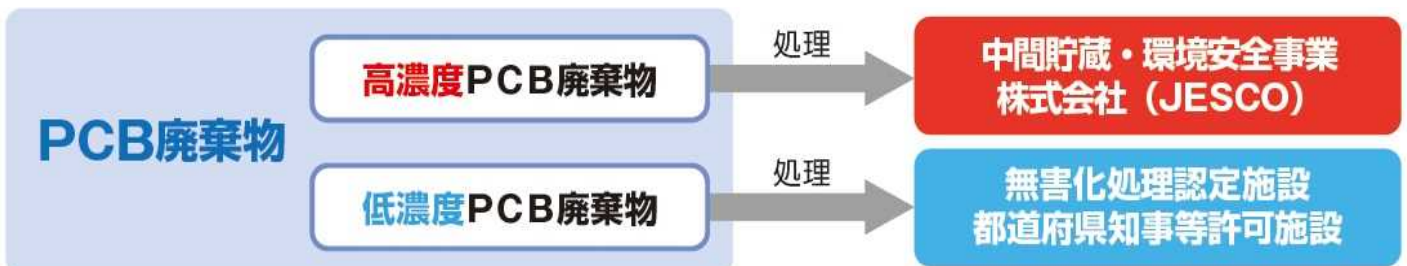 PCB廃棄物
高濃度PCB廃棄物
処理
中間貯蔵・環境安全事業
株式会社（JESCO）
低濃度PCB廃棄物
処理
無害化処理認定施設
都道府県知事等許可施設